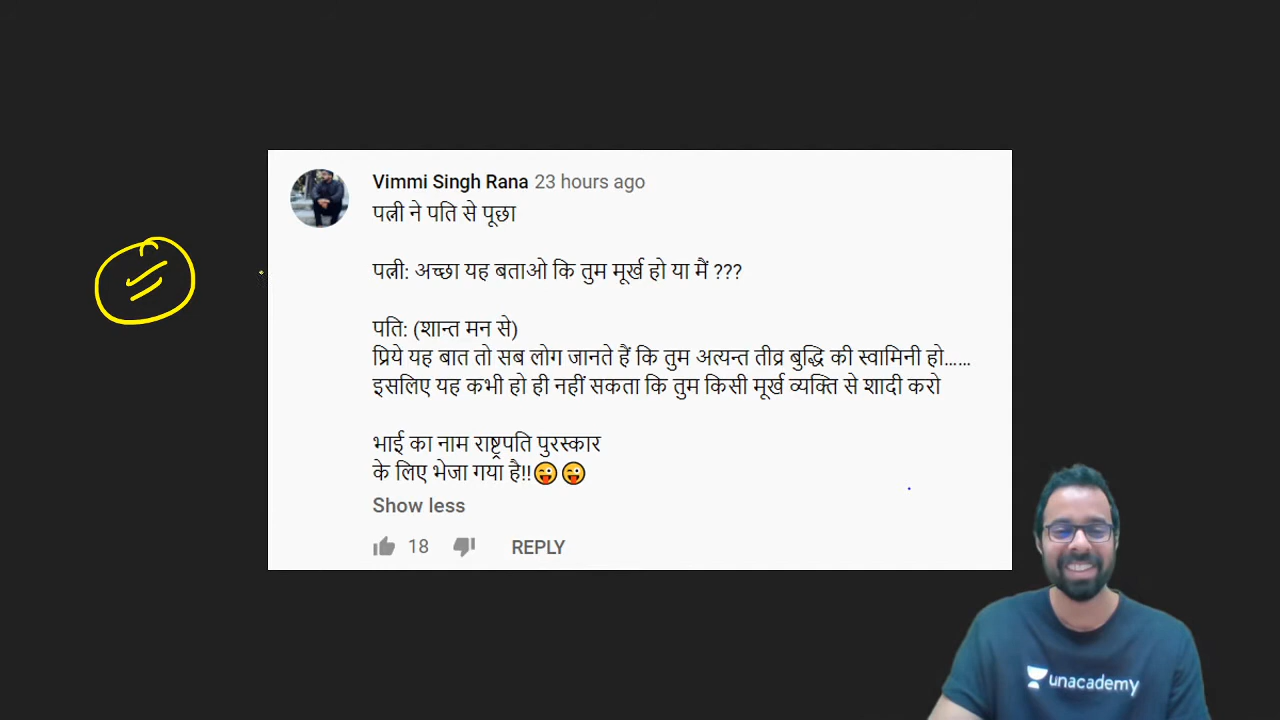 Vimmi Singh Rana 23 hours ago
पत्नी ने पति से पूछा
पत्नी: अच्छा यह बताओ कि तुम मूर्ख हो या मैं ???
पति: (शान्त मन से)
प्रिये यह बात तो सब लोग जानते हैं कि तुम अत्यन्त तीव्र बुद्धि की स्वामिनी हो......
इसलिए यह कभी हो ही नहीं सकता कि तुम किसी मूर्ख व्यक्ति से शादी करो
भाई का नाम राष्ट्रपति पुरस्कार
के लिए भेजा गया है!!😜😜
Show less
18 REPLY
unacademy